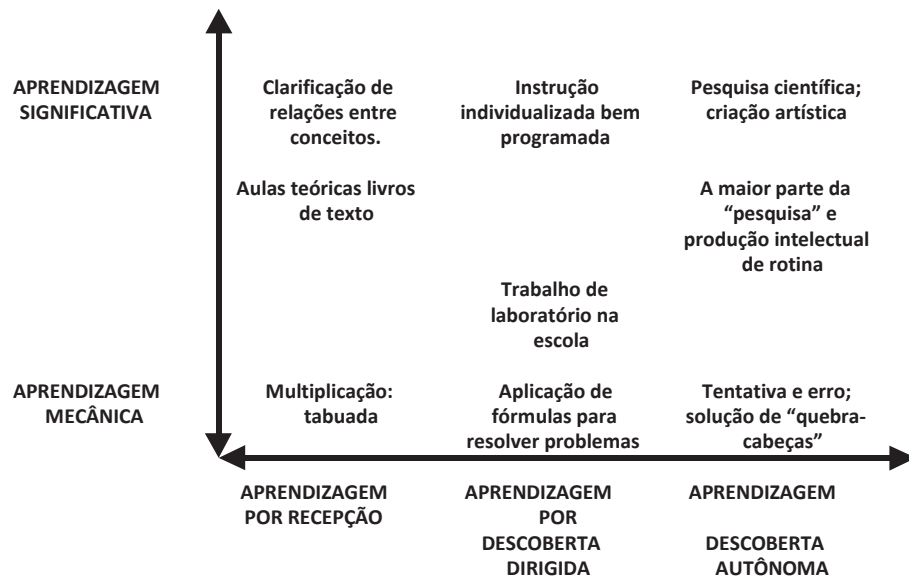 APRENDIZAGEM
SIGNIFICATIVA
Clarificação de
relações entre
conceitos.
Instrução
individualizada bem
programada
Pesquisa científica;
criação artística
Aulas teóricas livros
de texto
A maior parte da
“pesquisa” e
produção intelectual
de rotina
Trabalho de
laboratório na
escola
APRENDIZAGEM
MECÂNICA
Multiplicação:
tabuada
Aplicação de
fórmulas para
resolver problemas
Tentativa e erro;
solução de “quebra-
cabeças”
APRENDIZAGEM
POR RECEPÇÃO
APRENDIZAGEM
POR
DESCOBERTA
DIRIGIDA
APRENDIZAGEM
DESCOBERTA
AUTÔNOMA